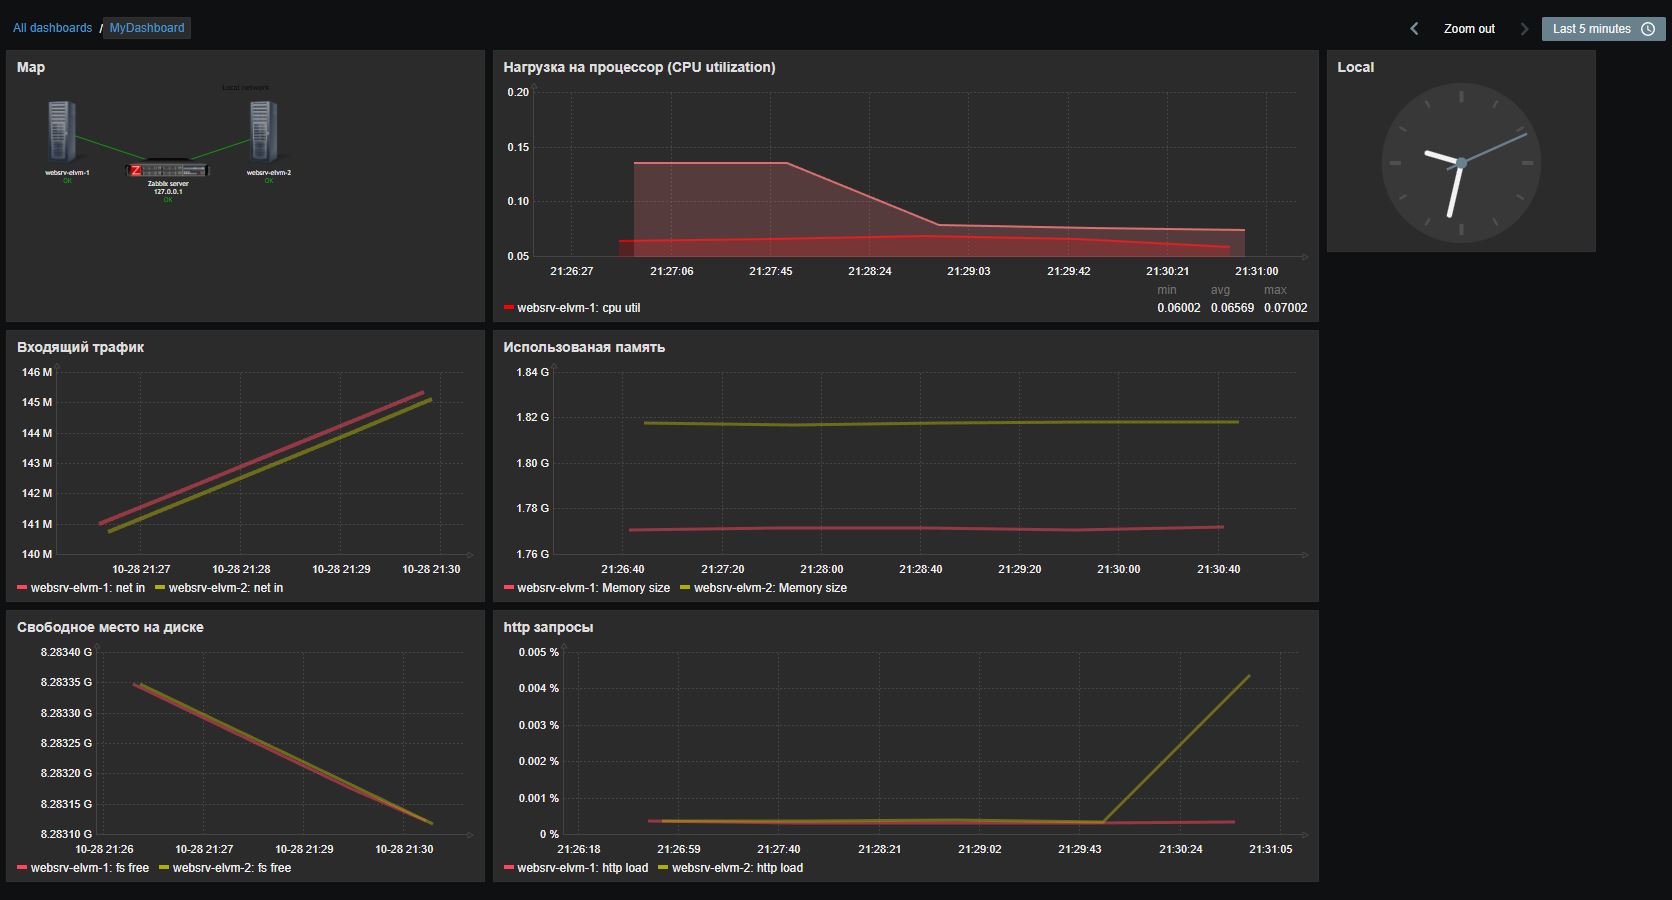 All dashboards / MyDashboard
Zoom out
Last 5 minutes
Map
Local network
websrv-elvm-1
OK
Zabbix server
127.0.0.1
OK
websrv-elvm-2
OK
Нагрузка на процессор (CPU utilization)
0.20
0.15
0.10
0.05
21:26:27 21:27:06 21:27:45 21:28:24 21:29:03 21:29:42 21:30:21 21:31:00
min avg max
websrv-elvm-1: cpu util 0.06002 0.06569 0.07002
Local
Входящий трафик
146 M
145 M
144 M
143 M
142 M
141 M
140 M
10-28 21:27 10-28 21:28 10-28 21:29 10-28 21:30
websrv-elvm-1: net in websrv-elvm-2: net in
Использованая память
1.84 G
1.82 G
1.80 G
1.78 G
1.76 G
21:26:40 21:27:20 21:28:00 21:28:40 21:29:20 21:30:00 21:30:40
websrv-elvm-1: Memory size websrv-elvm-2: Memory size
Свободное место на диске
8.28340 G
8.28335 G
8.28330 G
8.28325 G
8.28320 G
8.28315 G
8.28310 G
10-28 21:26 10-28 21:27 10-28 21:29 10-28 21:30
websrv-elvm-1: fs free websrv-elvm-2: fs free
http запросы
0.005 %
0.004 %
0.003 %
0.002 %
0.001 %
0 %
21:26:18 21:26:59 21:27:40 21:28:21 21:29:02 21:29:43 21:30:24 21:31:05
websrv-elvm-1: http load websrv-elvm-2: http load